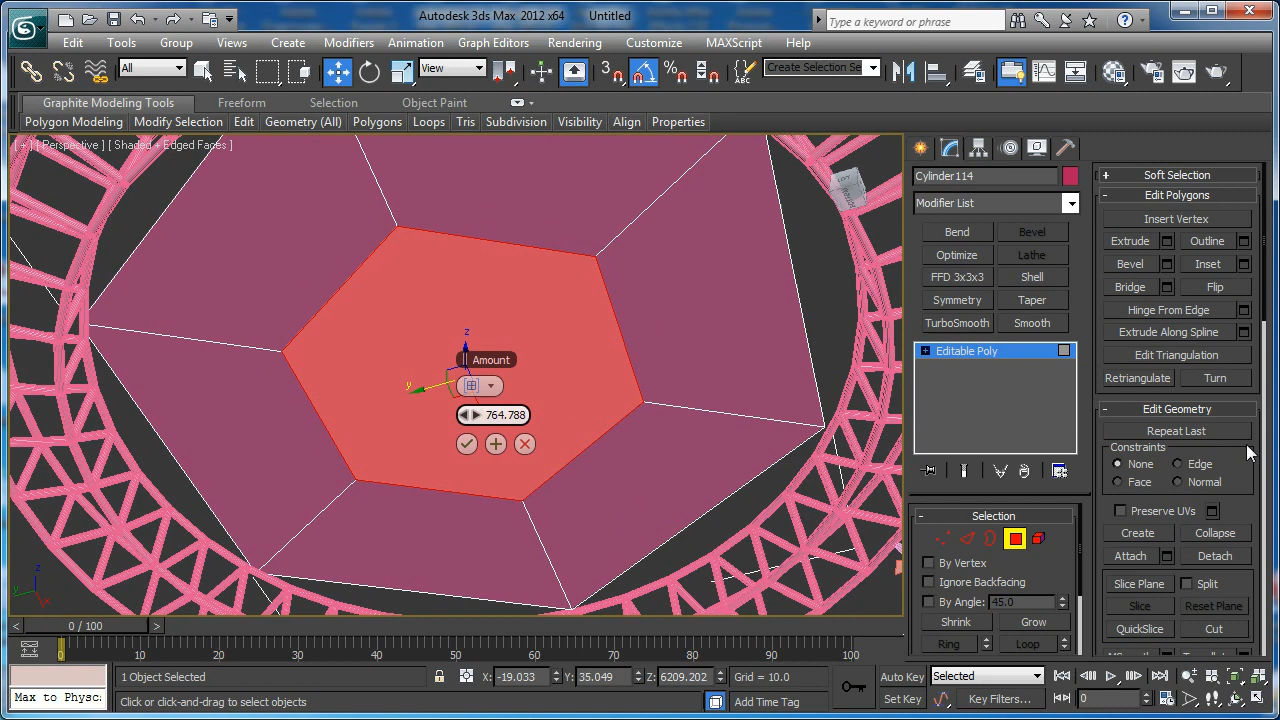 Autodesk 3ds Max 2012 x64    Untitled
Type a keyword or phrase
Edit Tools Group Views Create Modifiers Animation Graph Editors Rendering Customize MAXScript Help
All
View
3
Create Selection Se
Graphite Modeling Tools Freeform Selection Object Paint
Polygon Modeling Modify Selection Edit Geometry (All) Polygons Loops Tris Subdivision Visibility Align Properties
[ + ] [ Perspective ] [ Shaded + Edged Faces ]
z
y
Amount
764.788
z
y
x
Cylinder114
Modifier List
Bend Bevel
Optimize Lathe
FFD 3x3x3 Shell
Symmetry Taper
TurboSmooth Smooth
Editable Poly
Selection
By Vertex
Ignore Backfacing
By Angle: 45.0
Shrink Grow
Ring Loop
Soft Selection
Edit Polygons
Insert Vertex
Extrude Outline
Bevel Inset
Bridge Flip
Hinge From Edge
Extrude Along Spline
Edit Triangulation
Retriangulate Turn
Edit Geometry
Repeat Last
Constraints
None Edge
Face Normal
Preserve UVs
Create Collapse
Attach Detach
Slice Plane Split
Slice Reset Plane
QuickSlice Cut
< 0 / 100 >
0 10 20 30 40 50 60 70 80 90 100
1 Object Selected X: -19.033 Y: 35.049 Z: 6209.202 Grid = 10.0 Auto Key Selected
Max to Physc Click or click-and-drag to select objects Add Time Tag Set Key Key Filters... 0